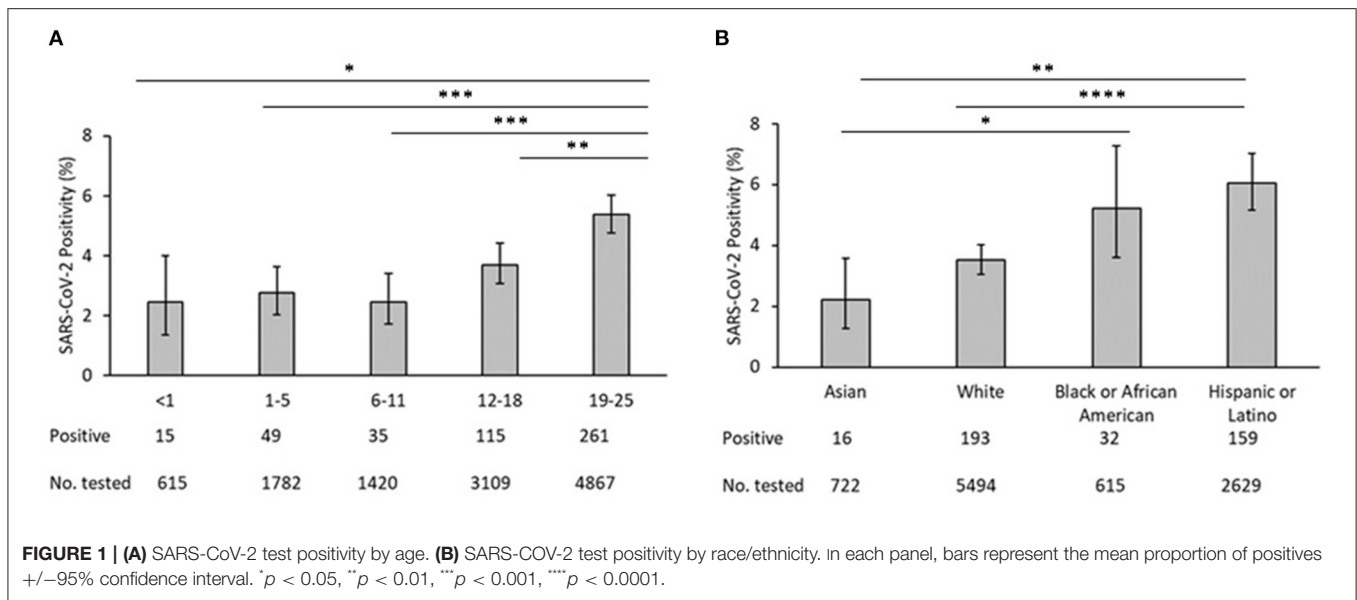 A
*
***
***
**
SARS-CoV-2 Positivity (%)
8
6
4
2
0
<1 1-5 6-11 12-18 19-25
Positive 15 49 35 115 261
No. tested 615 1782 1420 3109 4867
B
**
****
*
SARS-CoV-2 Positivity (%)
8
6
4
2
0
Asian White Black or African Hispanic or
American Latino
Positive 16 193 32 159
No. tested 722 5494 615 2629
FIGURE 1 | (A) SARS-CoV-2 test positivity by age. (B) SARS-COV-2 test positivity by race/ethnicity. In each panel, bars represent the mean proportion of positives
+/−95% confidence interval. *p < 0.05, **p < 0.01, ***p < 0.001, ****p < 0.0001.